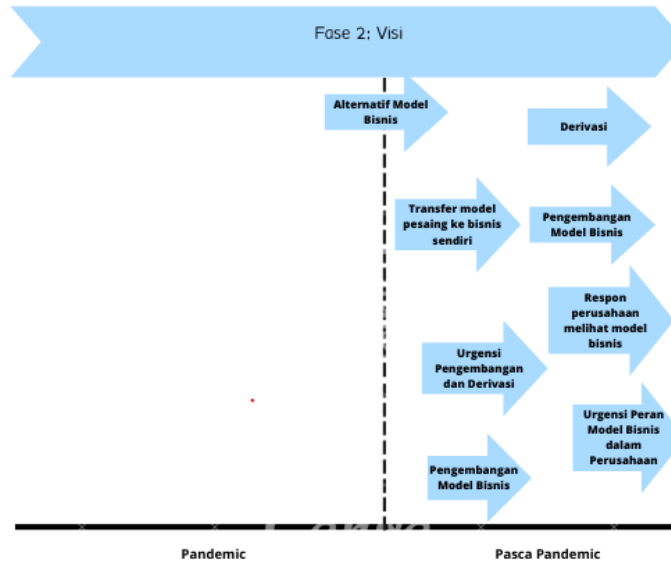 Fase 2: Visi
Alternatif Model
Bisnis
Derivasi
Transfer model
pesaing ke bisnis
sendiri
Pengembangan
Model Bisnis
Respon
perusahaan
melihat model
bisnis
Urgensi
Pengembangan
dan Derivasi
Urgensi Peran
Model Bisnis
dalam
Perusahaan
Pengembangan
Model Bisnis
Pandemic
Pasca Pandemic